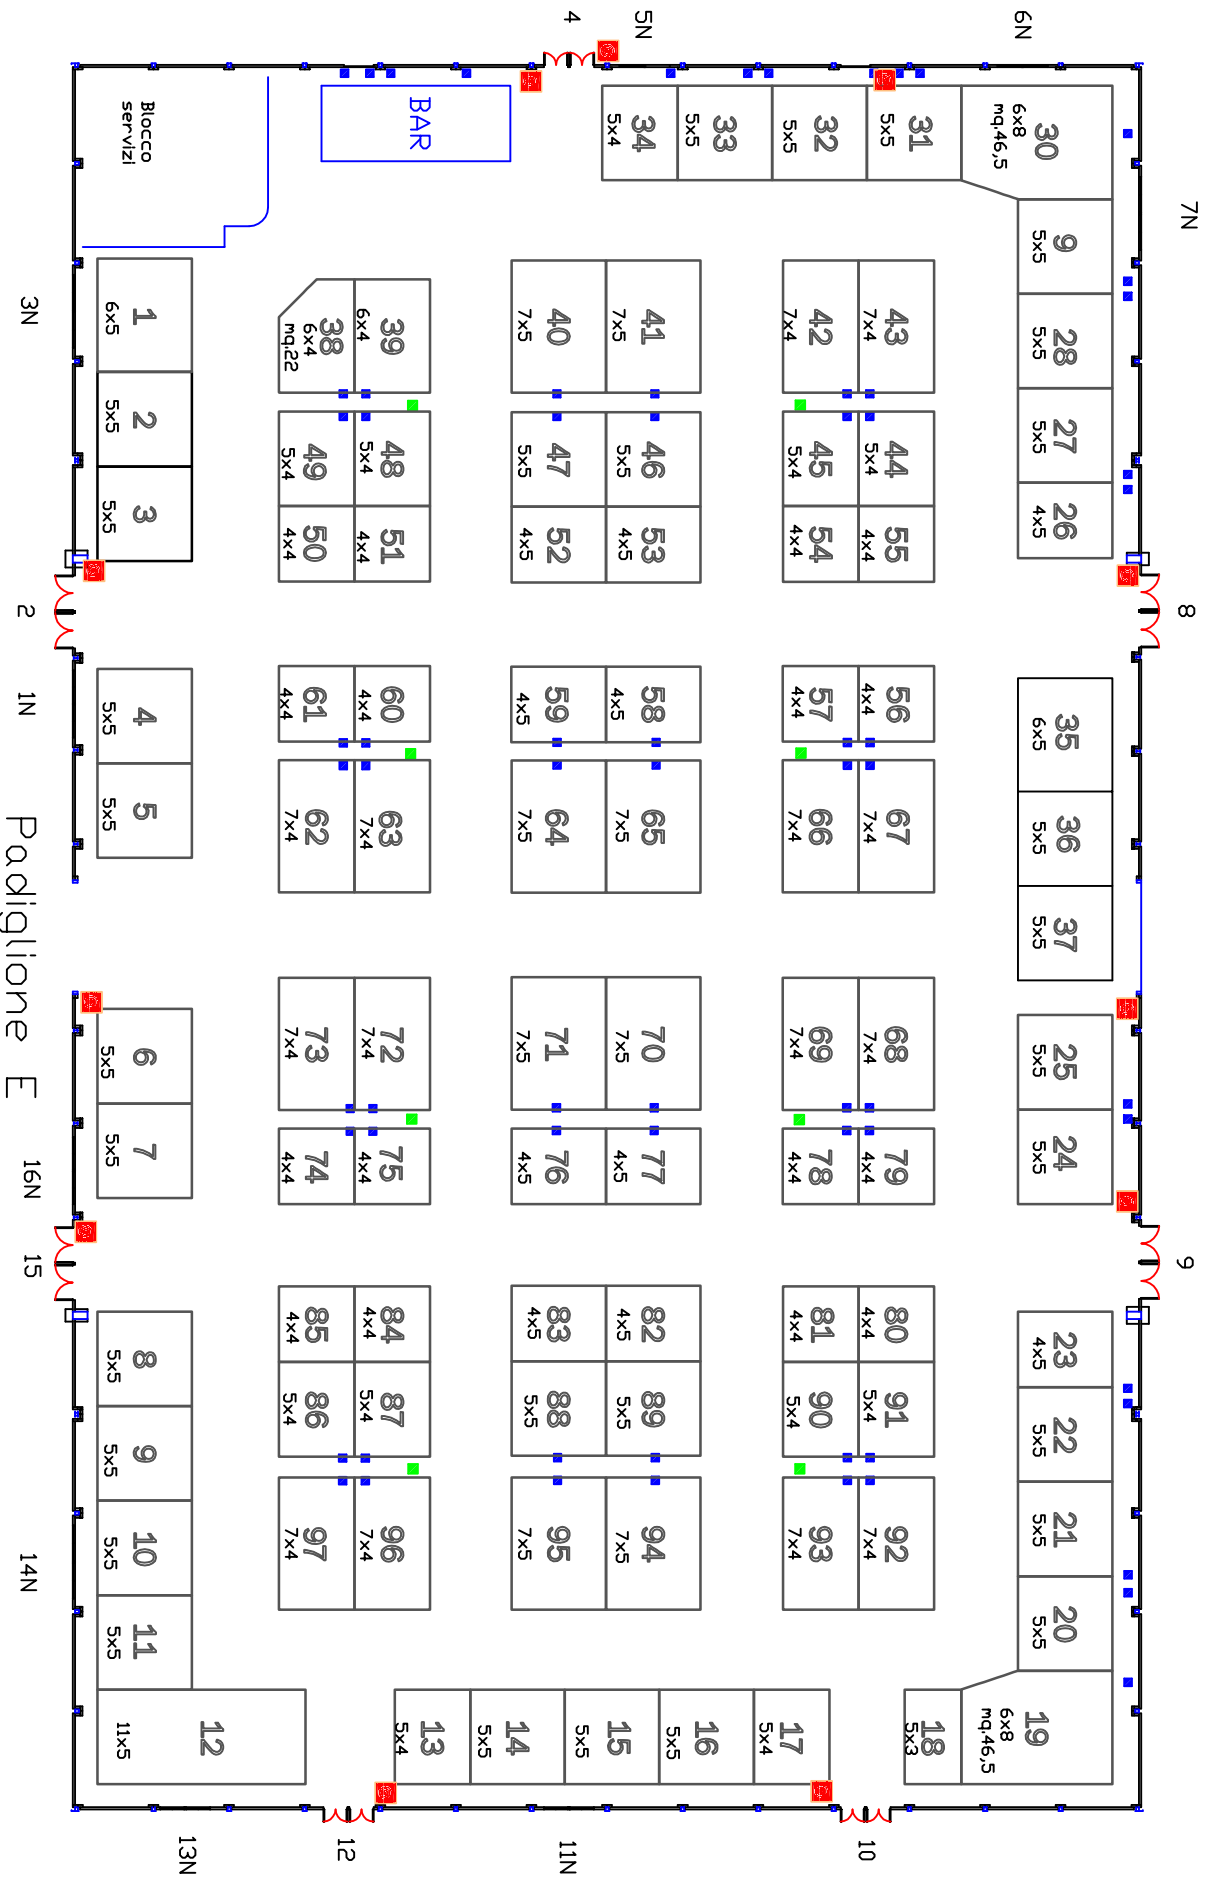 4
5N
6N
7N
3N
2
1N
Padiglione E
16N
15
14N
13N
12
11N
10
9
8
Blocco
servizi
BAR
34
5x4
33
5x5
32
5x5
31
5x5
30
6x8
mq.46,5
9
5x5
28
5x5
27
5x5
26
4x5
35
6x5
36
5x5
37
5x5
25
5x5
24
5x5
23
4x5
22
5x5
21
5x5
20
5x5
19
6x8
mq.46,5
18
5x3
17
5x4
16
5x5
15
5x5
14
5x5
13
5x4
12
11x5
11
5x5
10
5x5
9
5x5
8
5x5
7
5x5
6
5x5
5
5x5
4
5x5
3
5x5
2
5x5
1
6x5
38
6x4
mq.22
39
6x4
40
7x5
41
7x5
42
7x4
43
7x4
44
5x4
45
5x4
46
5x5
47
5x5
48
5x4
49
5x4
50
4x4
51
4x4
52
4x5
53
4x5
54
4x4
55
4x4
56
4x4
57
4x4
58
4x5
59
4x5
60
4x4
61
4x4
62
7x4
63
7x4
64
7x5
65
7x5
66
7x4
67
7x4
68
7x4
69
7x4
70
7x5
71
7x5
72
7x4
73
7x4
74
4x4
75
4x4
76
4x5
77
4x5
78
4x4
79
4x4
80
4x4
81
4x4
82
4x5
83
4x5
84
4x4
85
4x4
86
5x4
87
5x4
88
5x5
89
5x5
90
5x4
91
5x4
92
7x4
93
7x4
94
7x5
95
7x5
96
7x4
97
7x4